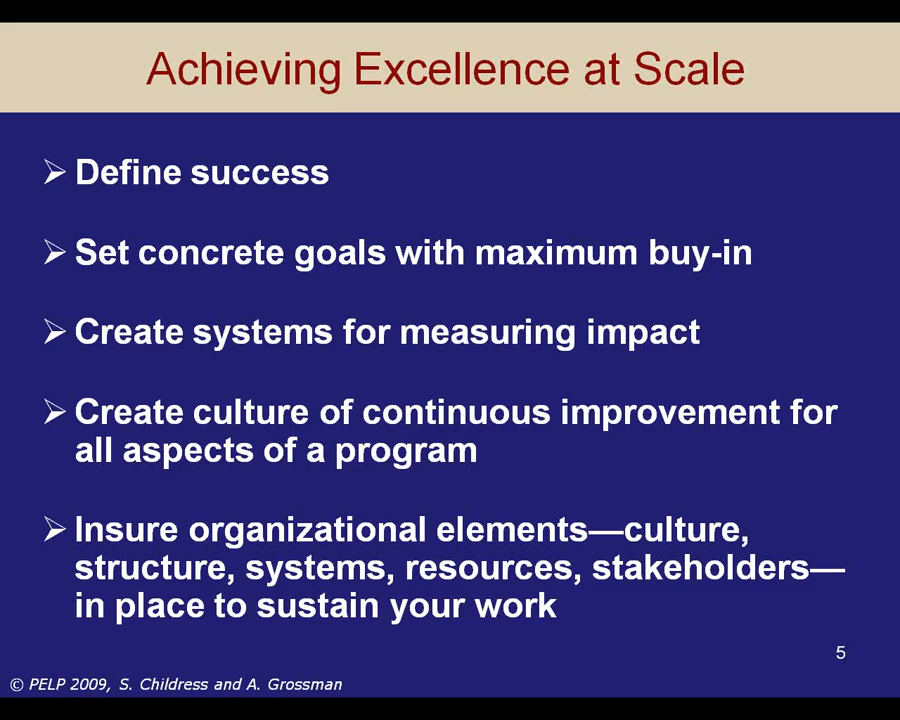 Achieving Excellence at Scale
➢ Define success
➢ Set concrete goals with maximum buy-in
➢ Create systems for measuring impact
➢ Create culture of continuous improvement for
all aspects of a program
➢ Insure organizational elements—culture,
structure, systems, resources, stakeholders—
in place to sustain your work
5
© PELP 2009, S. Childress and A. Grossman